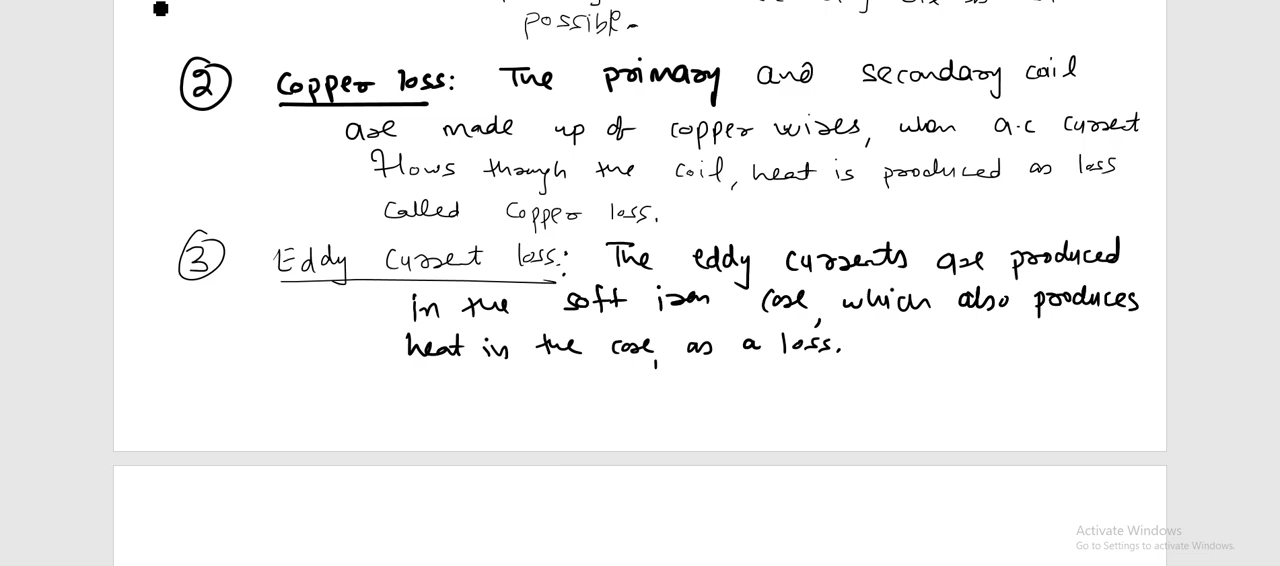 possible.
② Copper loss: The primary and secondary coil
are made up of copper wires, when a.c current
flows through the coil, heat is produced as loss
called copper loss.
③ Eddy Current loss: The eddy currents are produced
in the soft iron core, which also produces
heat in the core, as a loss.
Activate Windows
Go to Settings to activate Windows.